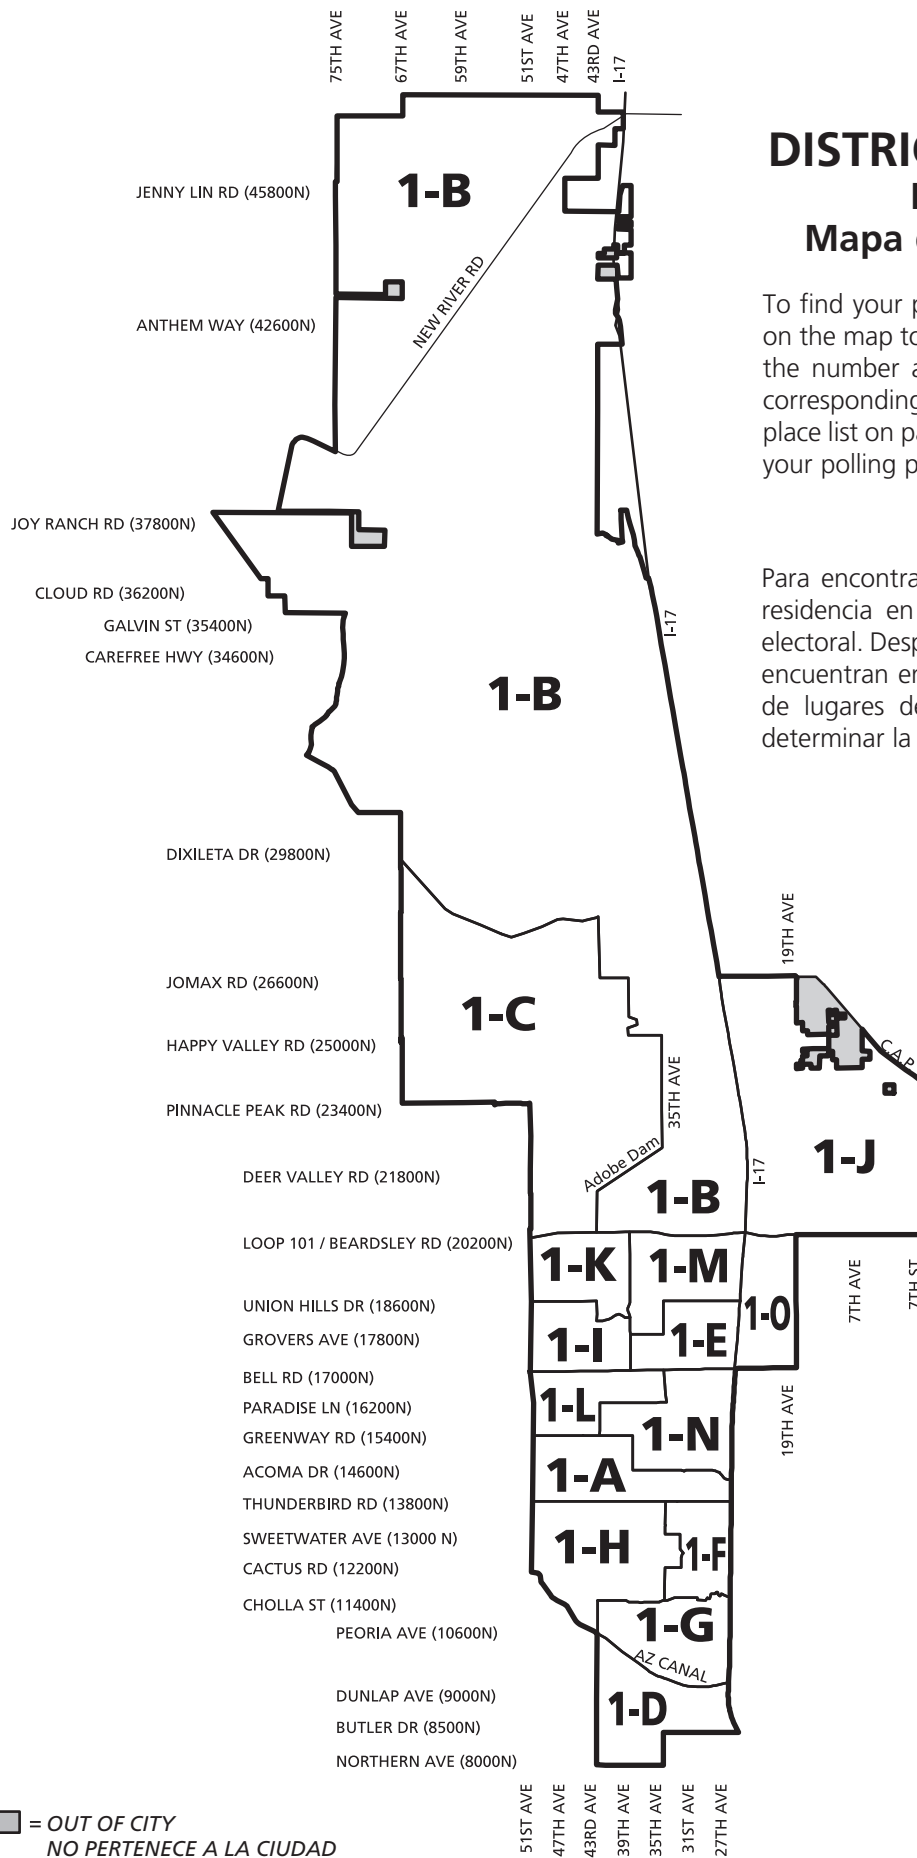 75TH AVE
67TH AVE
59TH AVE
51ST AVE
47TH AVE
43RD AVE
I-17
DISTRIC
Mapa
JENNY LIN RD (45800N)
1-B
NEW RIVER RD
ANTHEM WAY (42600N)
To find your p
on the map to
the number a
corresponding
place list on pa
your polling p
JOY RANCH RD (37800N)
CLOUD RD (36200N)
GALVIN ST (35400N)
CAREFREE HWY (34600N)
I-17
1-B
Para encontra
residencia en
electoral. Desp
encuentran en
de lugares de
determinar la
DIXILETA DR (29800N)
19TH AVE
JOMAX RD (26600N)
1-C
HAPPY VALLEY RD (25000N)
C.A.P
PINNACLE PEAK RD (23400N)
35TH AVE
Adobe Dam
1-J
I-17
DEER VALLEY RD (21800N)
1-B
LOOP 101 / BEARDSLEY RD (20200N)
1-K
1-M
7TH AVE
7TH ST
UNION HILLS DR (18600N)
1-O
GROVERS AVE (17800N)
1-I
1-E
BELL RD (17000N)
PARADISE LN (16200N)
1-L
19TH AVE
GREENWAY RD (15400N)
1-N
ACOMA DR (14600N)
1-A
THUNDERBIRD RD (13800N)
SWEETWATER AVE (13000 N)
1-H
1-F
CACTUS RD (12200N)
CHOLLA ST (11400N)
PEORIA AVE (10600N)
1-G
AZ CANAL
DUNLAP AVE (9000N)
1-D
BUTLER DR (8500N)
NORTHERN AVE (8000N)
51ST AVE
47TH AVE
43RD AVE
39TH AVE
35TH AVE
31ST AVE
27TH AVE
= OUT OF CITY
NO PERTENECE A LA CIUDAD